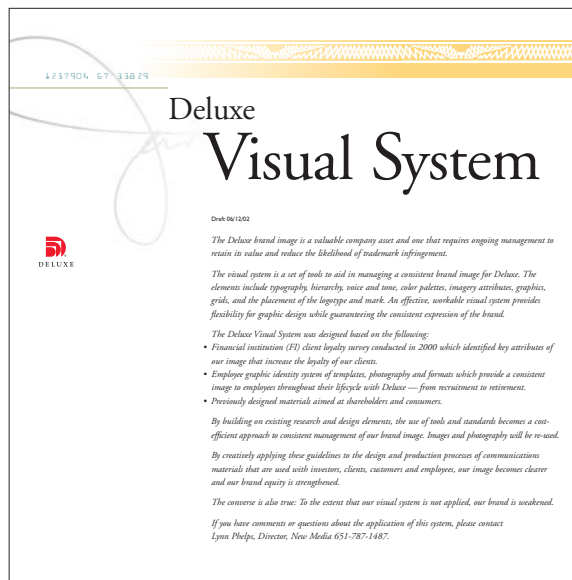 1237904 67 33829
Deluxe
Visual System
Draft 06/12/02
DELUXE
The Deluxe brand image is a valuable company asset and one that requires ongoing management to
retain its value and reduce the likelihood of trademark infringement.
The visual system is a set of tools to aid in managing a consistent brand image for Deluxe. The
elements include typography, hierarchy, voice and tone, color palettes, imagery attributes, graphics,
grids, and the placement of the logotype and mark. An effective, workable visual system provides
flexibility for graphic design while guaranteeing the consistent expression of the brand.
The Deluxe Visual System was designed based on the following:
• Financial institution (FI) client loyalty survey conducted in 2000 which identified key attributes of
our image that increase the loyalty of our clients.
• Employee graphic identity system of templates, photography and formats which provide a consistent
image to employees throughout their lifecycle with Deluxe — from recruitment to retirement.
• Previously designed materials aimed at shareholders and consumers.
By building on existing research and design elements, the use of tools and standards becomes a cost-
efficient approach to consistent management of our brand image. Images and photography will be re-used.
By creatively applying these guidelines to the design and production processes of communications
materials that are used with investors, clients, customers and employees, our image becomes clearer
and our brand equity is strengthened.
The converse is also true: To the extent that our visual system is not applied, our brand is weakened.
If you have comments or questions about the application of this system, please contact
Lynn Phelps, Director, New Media 651-787-1487.